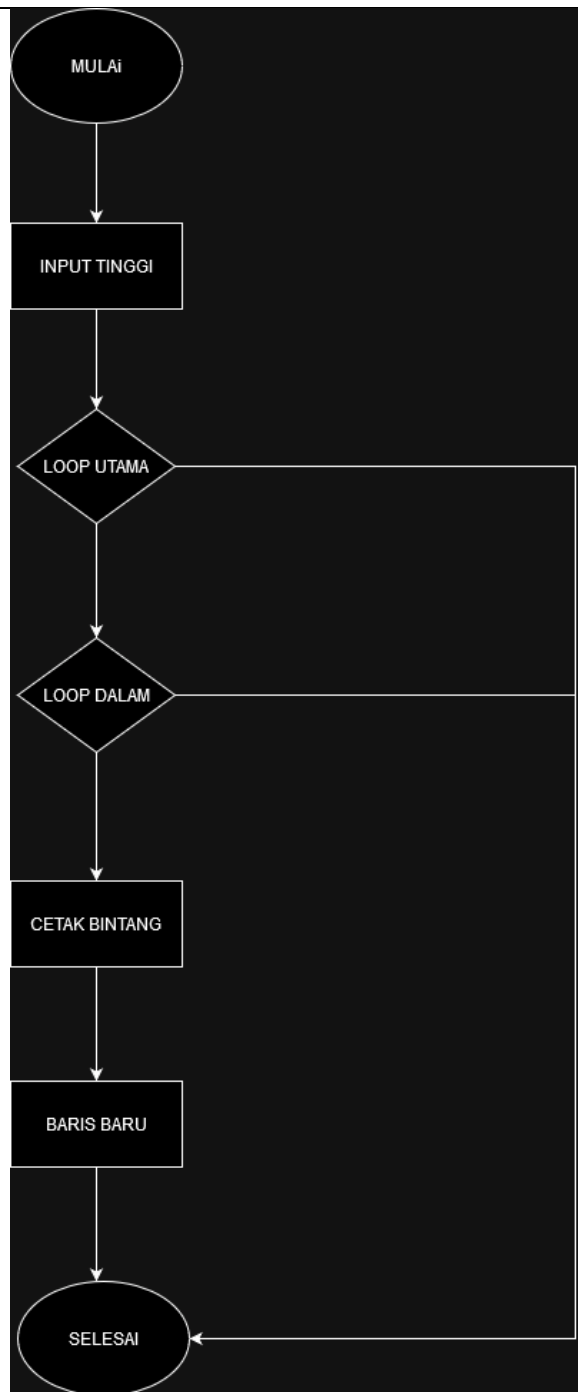 MULAi
INPUT TINGGI
LOOP UTAMA
LOOP DALAM
CETAK BINTANG
BARIS BARU
SELESAI